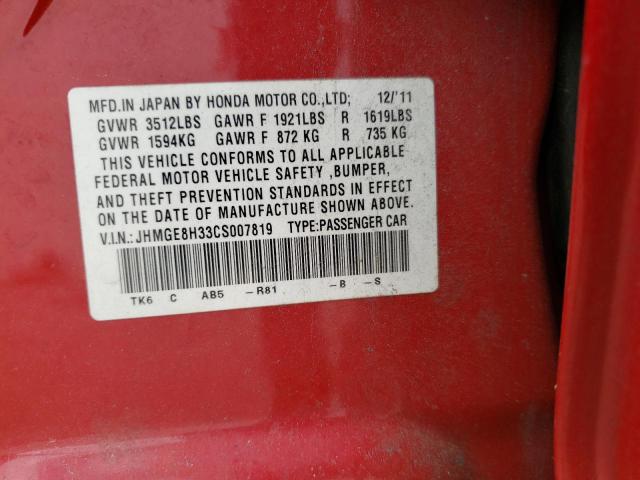 MFD.IN JAPAN BY HONDA MOTOR CO.,LTD; 12/'11
GVWR 3512LBS GAWR F 1921LBS R 1619LBS
GVWR 1594KG GAWR F 872 KG R 735 KG
THIS VEHICLE CONFORMS TO ALL APPLICABLE
FEDERAL MOTOR VEHICLE SAFETY ,BUMPER,
AND THEFT PREVENTION STANDARDS IN EFFECT
ON THE DATE OF MANUFACTURE SHOWN ABOVE.
V.I.N.:JHMGE8H33CS007819 TYPE:PASSENGER CAR
TK6 C AB5 -R81 -B -S